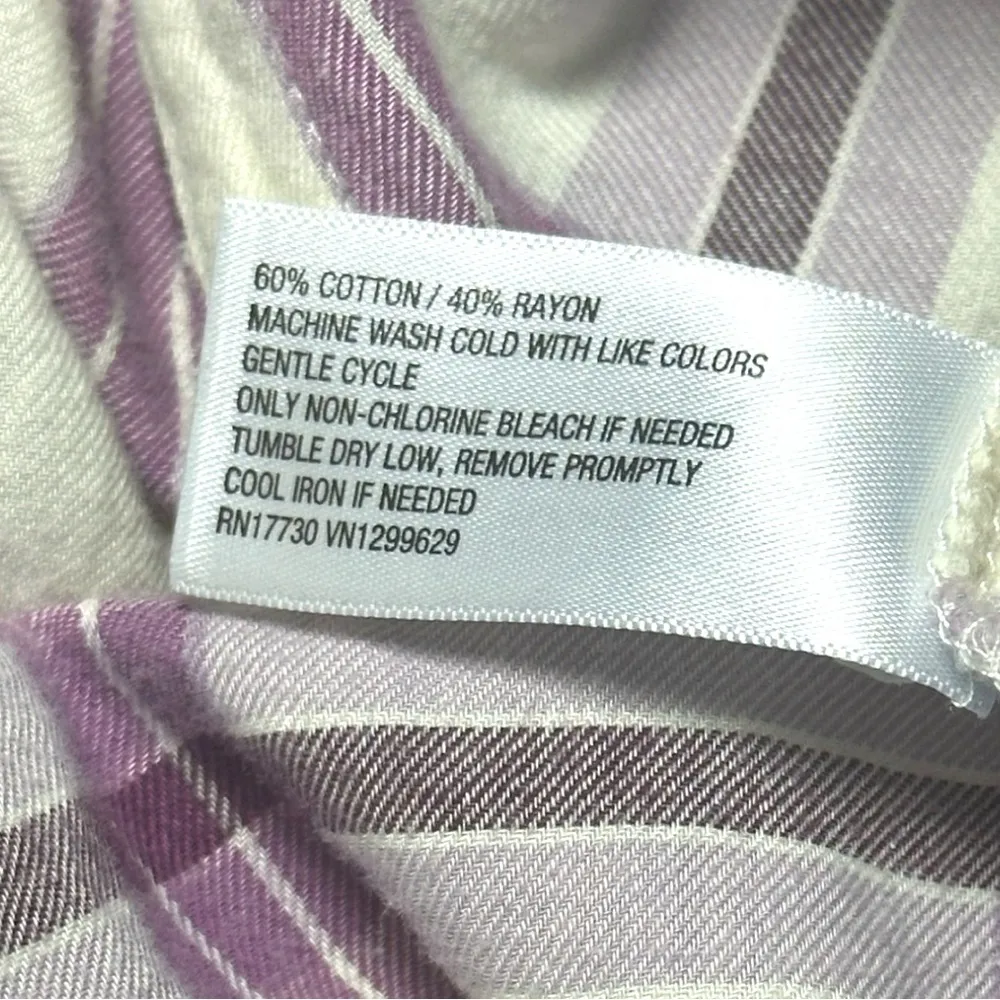 60% COTTON / 40% RAYON
MACHINE WASH COLD WITH LIKE COLORS
GENTLE CYCLE
ONLY NON-CHLORINE BLEACH IF NEEDED
TUMBLE DRY LOW, REMOVE PROMPTLY
COOL IRON IF NEEDED
RN17730 VN1299629